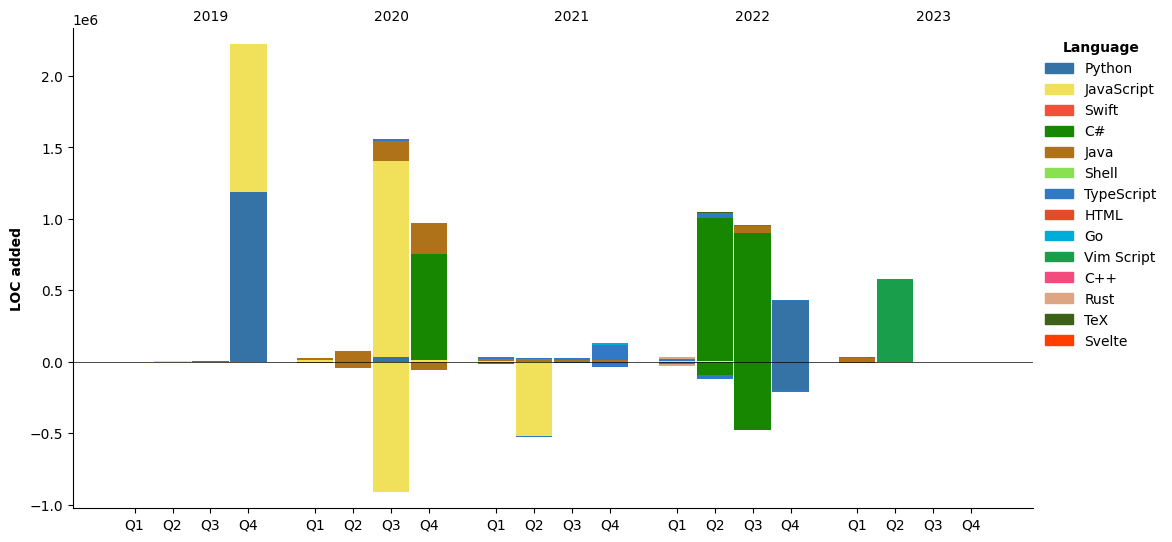 1e6
2019 2020 2021 2022 2023
2.0
1.5
1.0
0.5
0.0
−0.5
−1.0
LOC added
Q1 Q2 Q3 Q4 Q1 Q2 Q3 Q4 Q1 Q2 Q3 Q4 Q1 Q2 Q3 Q4 Q1 Q2 Q3 Q4
Language
Python
JavaScript
Swift
C#
Java
Shell
TypeScript
HTML
Go
Vim Script
C++
Rust
TeX
Svelte